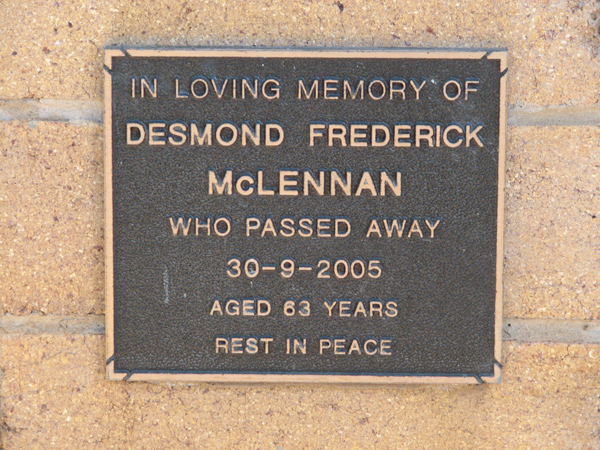 IN LOVING MEMORY OF
DESMOND FREDERICK
McLENNAN
WHO PASSED AWAY
30-9-2005
AGED 63 YEARS
REST IN PEACE